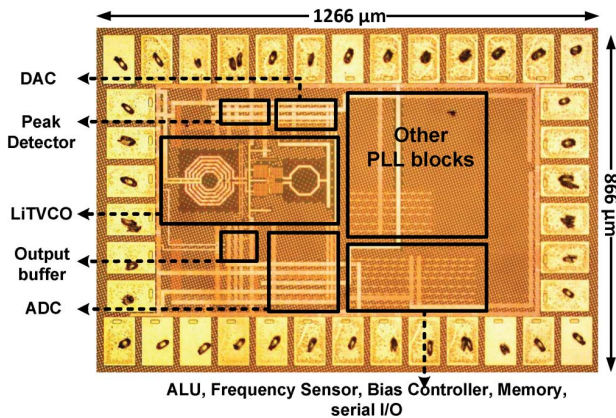 1266 µm
DAC
Peak
Detector
LiTVCO
Output
buffer
ADC
Other
PLL blocks
866 µm
ALU, Frequency Sensor, Bias Controller, Memory,
serial I/O